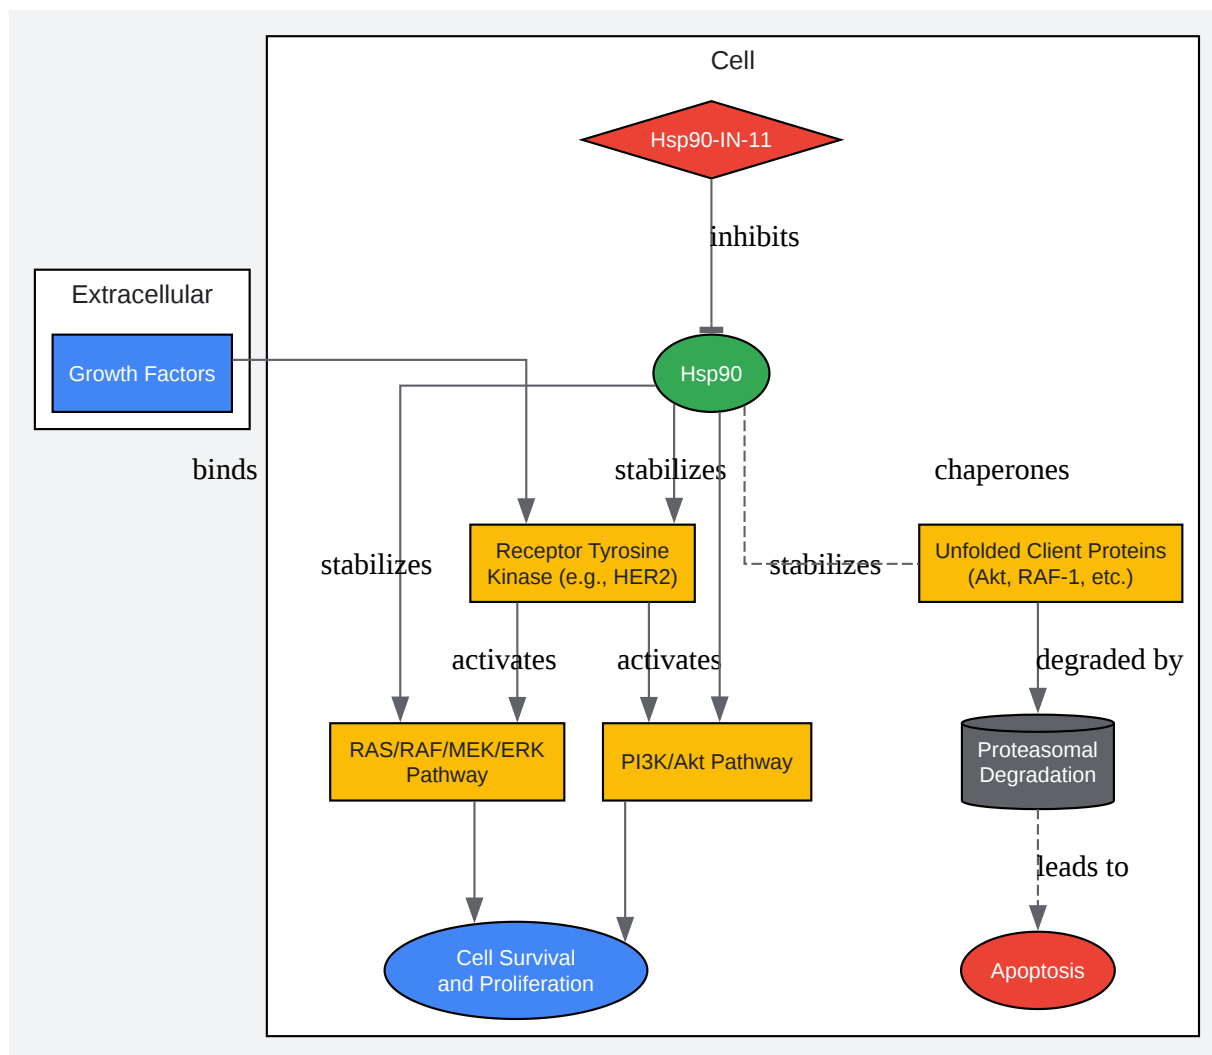 Cell
Hsp90-IN-11
inhibits
Extracellular
Growth Factors
Hsp90
binds
stabilizes
chaperones
stabilizes
Receptor Tyrosine
Kinase (e.g., HER2)
stabilizes
Unfolded Client Proteins
(Akt, RAF-1, etc.)
activates
activates
degraded by
RAS/RAF/MEK/ERK
Pathway
PI3K/Akt Pathway
Proteasomal
Degradation
leads to
Cell Survival
and Proliferation
Apoptosis